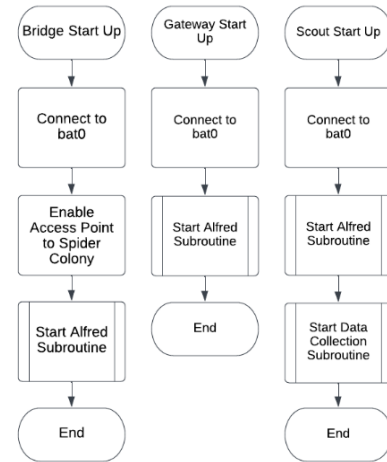 Bridge Start Up
Connect to
bat0
Enable
Access Point
to Spider
Colony
Start Alfred
Subroutine
End
Gateway Start
Up
Connect to
bat0
Start Alfred
Subroutine
End
Scout Start Up
Connect to
bat0
Start Alfred
Subroutine
Start Data
Collection
Subroutine
End